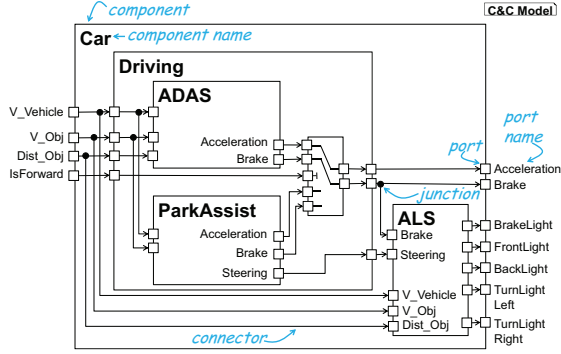 component
C&C Model
Car
component name
Driving
ADAS
V_Vehicle
V_Obj
Dist_Obj
IsForward
Acceleration
Brake
port
port
name
Acceleration
Brake
junction
ParkAssist
Acceleration
Brake
Steering
ALS
Brake
Steering
V_Vehicle
V_Obj
Dist_Obj
BrakeLight
FrontLight
BackLight
TurnLight
Left
TurnLight
Right
connector